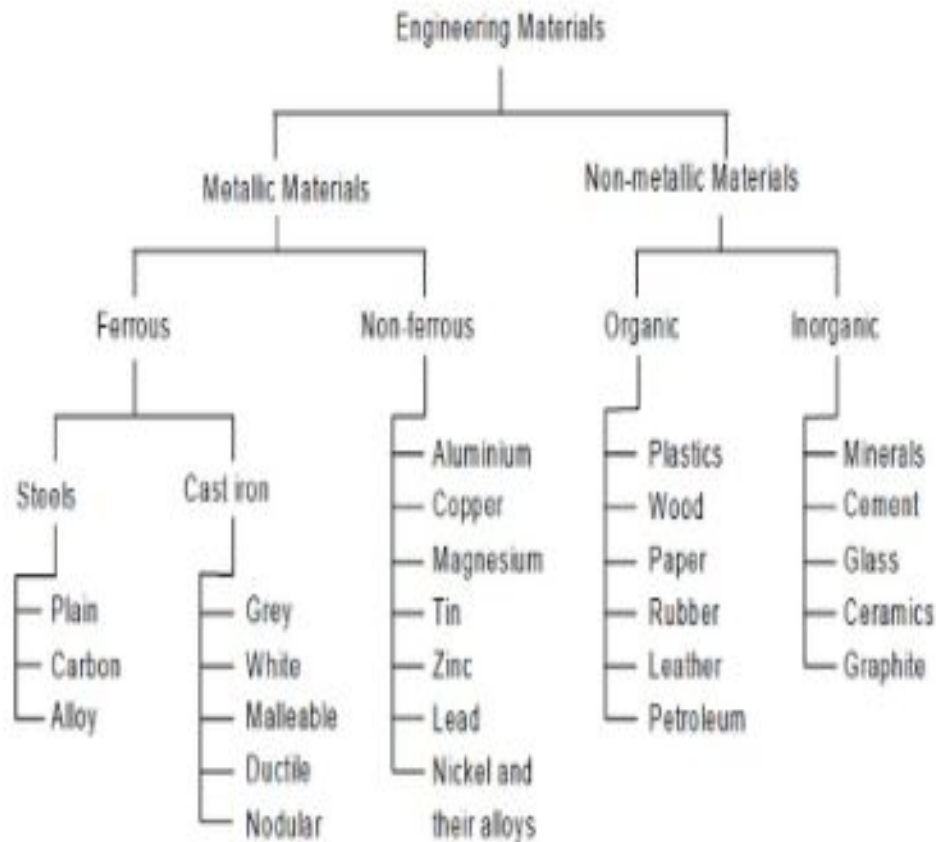 Engineering Materials
Metallic Materials
Non-metallic Materials
Ferrous
Non-ferrous
Organic
Inorganic
Steels
Cast iron
Plain
Carbon
Alloy
Grey
White
Malleable
Ductile
Nodular
Aluminium
Copper
Magnesium
Tin
Zinc
Lead
Nickel and
their alloys
Plastics
Wood
Paper
Rubber
Leather
Petroleum
Minerals
Cement
Glass
Ceramics
Graphite